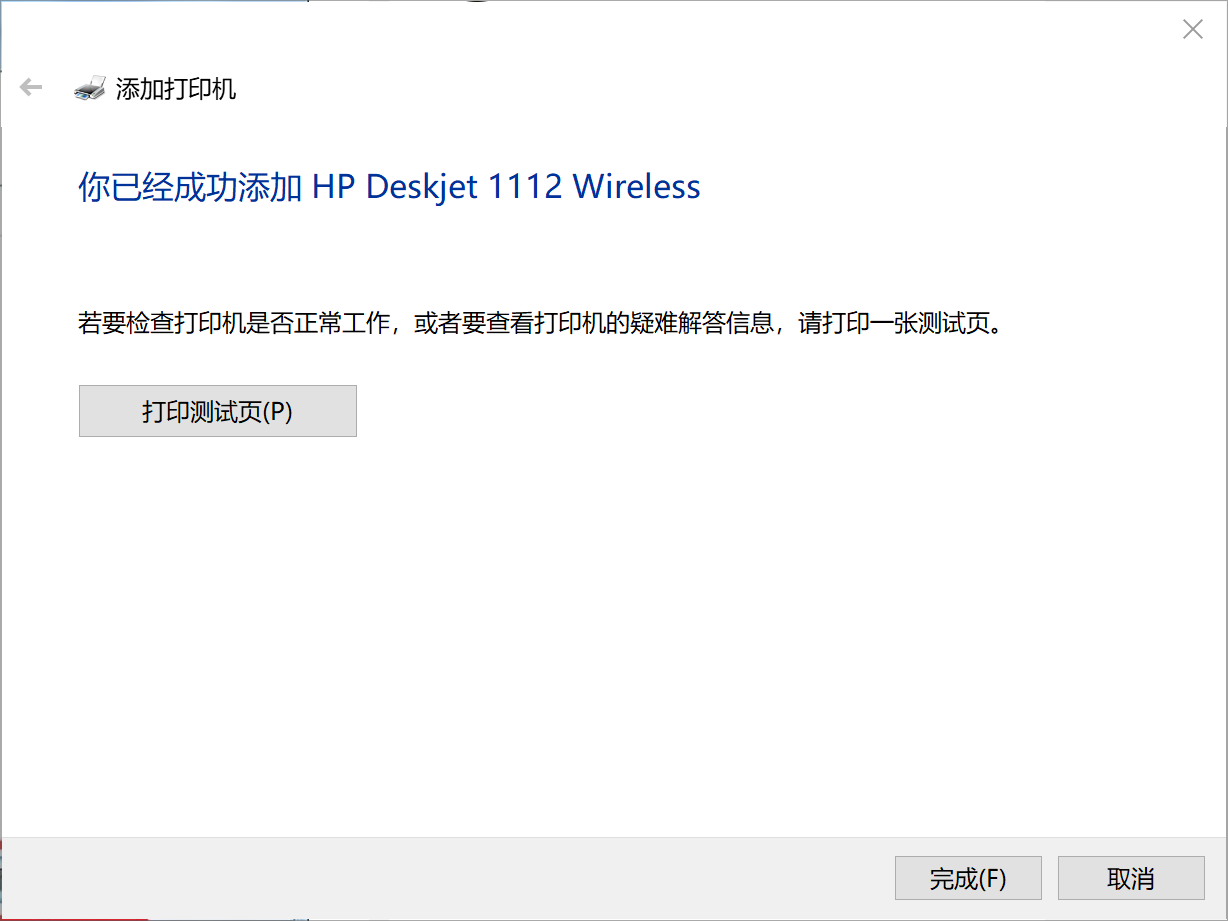 添加打印机
你已经成功添加 HP Deskjet 1112 Wireless
若要检查打印机是否正常工作，或者要查看打印机的疑难解答信息，请打印一张测试页。
打印测试页(P)
完成(F)
取消